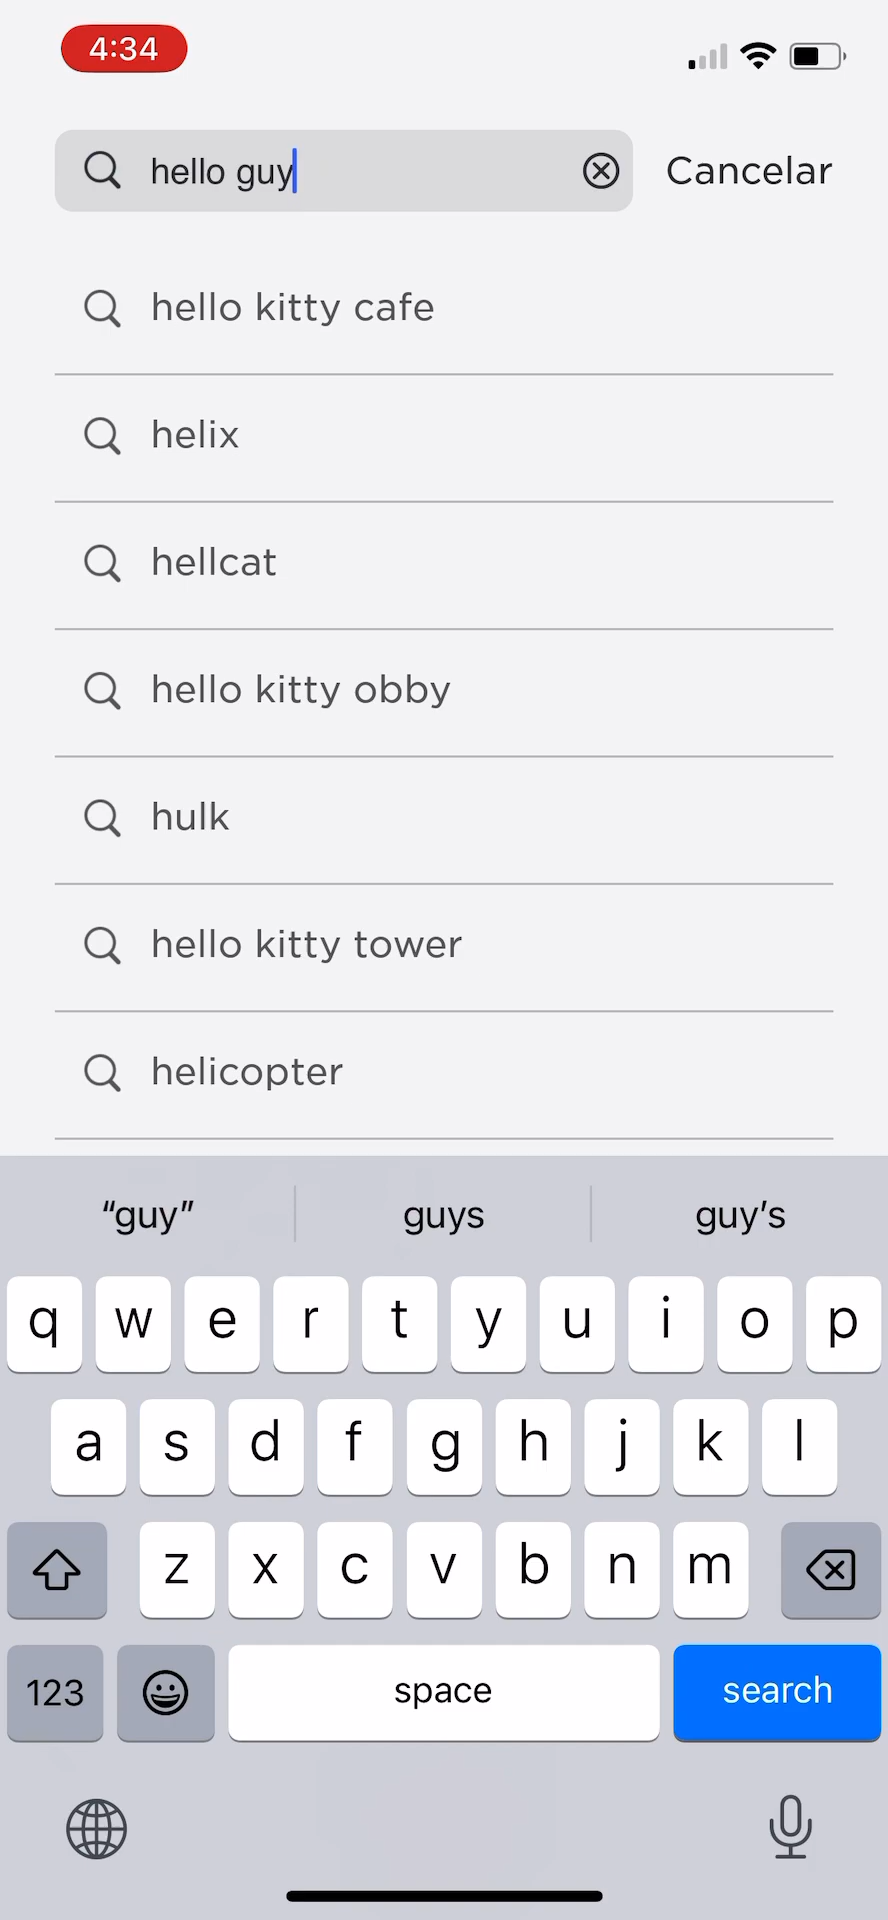 4:34
hello guy
Cancelar
hello kitty cafe
helix
hellcat
hello kitty obby
hulk
hello kitty tower
helicopter
“guy” guys guy's
q w e r t y u i o p
a s d f g h j k l
z x c v b n m
123 space search